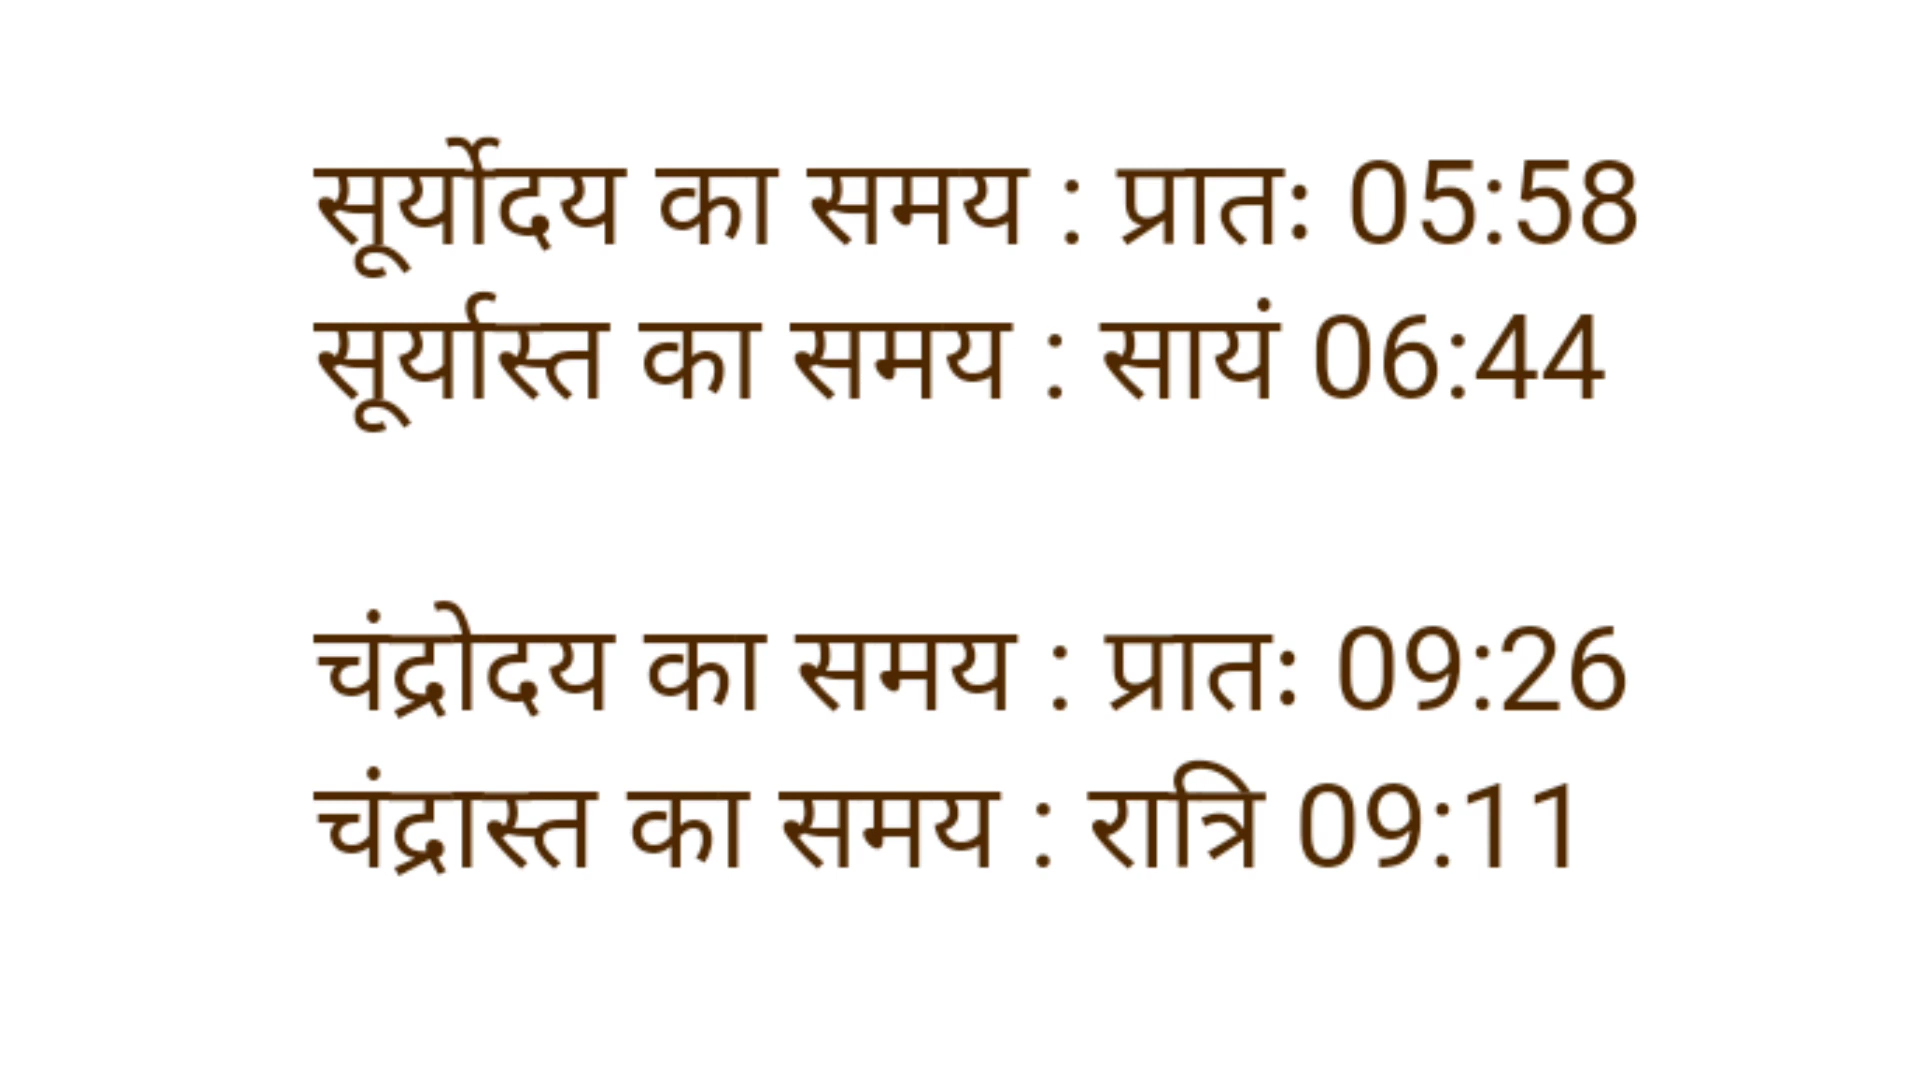 सूर्योदय का समय : प्रातः 05:58
सूर्यास्त का समय : सायं 06:44
चंद्रोदय का समय : प्रातः 09:26
चंद्रास्त का समय : रात्रि 09:11